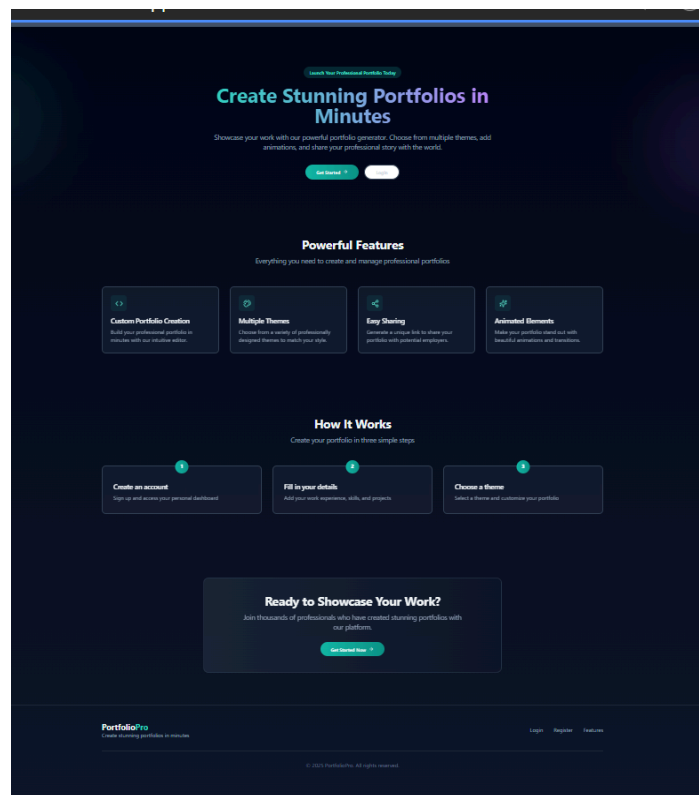 Launch Your Professional Portfolio Today
Create Stunning Portfolios in
Minutes
Showcase your work with our powerful portfolio generator. Choose from multiple themes, add
animations, and share your professional story with the world.
Get Started →
Login
Powerful Features
Everything you need to create and manage professional portfolios
Custom Portfolio Creation
Build your professional portfolio in
minutes with our intuitive editor.
Multiple Themes
Choose from a variety of professionally
designed themes to match your style.
Easy Sharing
Generate a unique link to share your
portfolio with potential employers.
Animated Elements
Make your portfolio stand out with
beautiful animations and transitions.
How It Works
Create your portfolio in three simple steps
1
Create an account
Sign up and access your personal dashboard
2
Fill in your details
Add your work experience, skills, and projects
3
Choose a theme
Select a theme and customize your portfolio
Ready to Showcase Your Work?
Join thousands of professionals who have created stunning portfolios with
our platform.
Get Started Now →
PortfolioPro
Create stunning portfolios in minutes
Login Register Features
© 2025 PortfolioPro. All rights reserved.